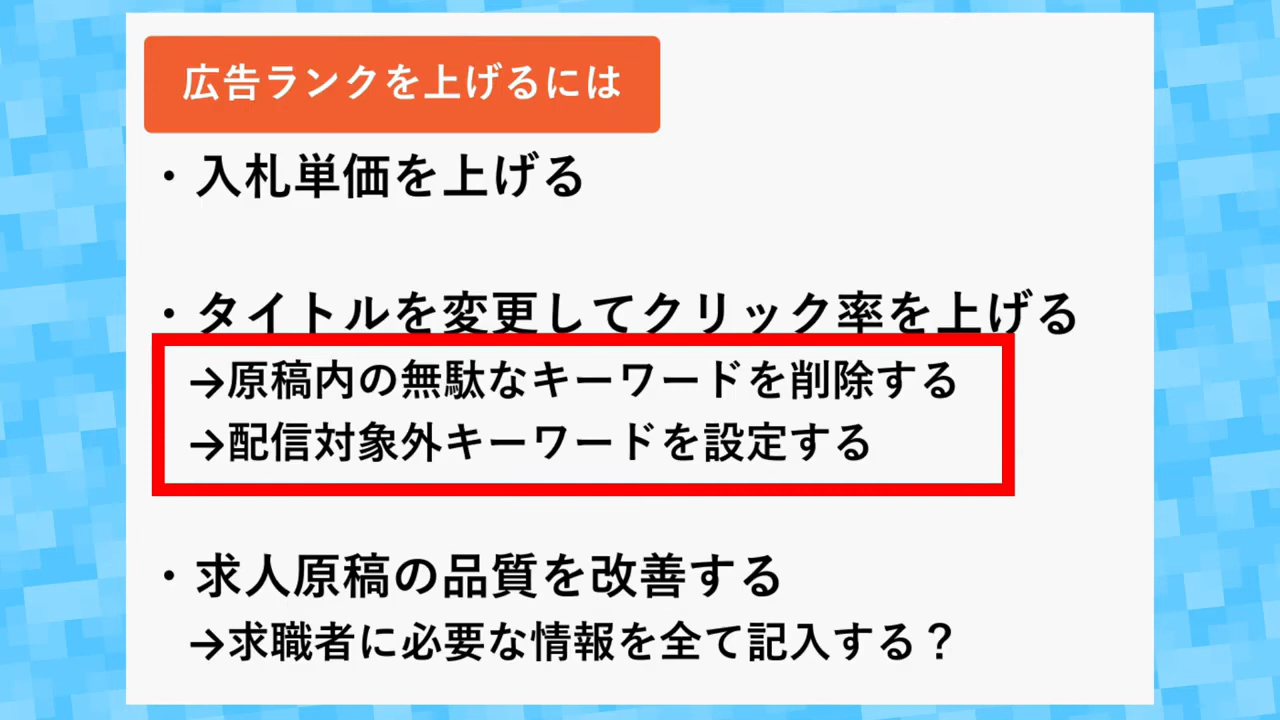 広告ランクを上げるには
・入札単価を上げる
・タイトルを変更してクリック率を上げる
→原稿内の無駄なキーワードを削除する
→配信対象外キーワードを設定する
・求人原稿の品質を改善する
→求職者に必要な情報を全て記入する？